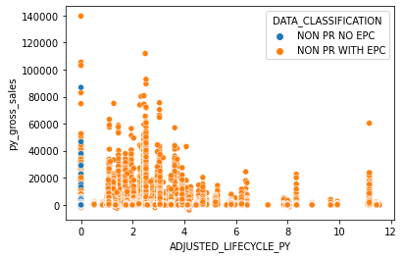 DATA_CLASSIFICATION
NON PR NO EPC
NON PR WITH EPC
py_gross_sales
140000
120000
100000
80000
60000
40000
20000
0
0 2 4 6 8 10 12
ADJUSTED_LIFECYCLE_PY